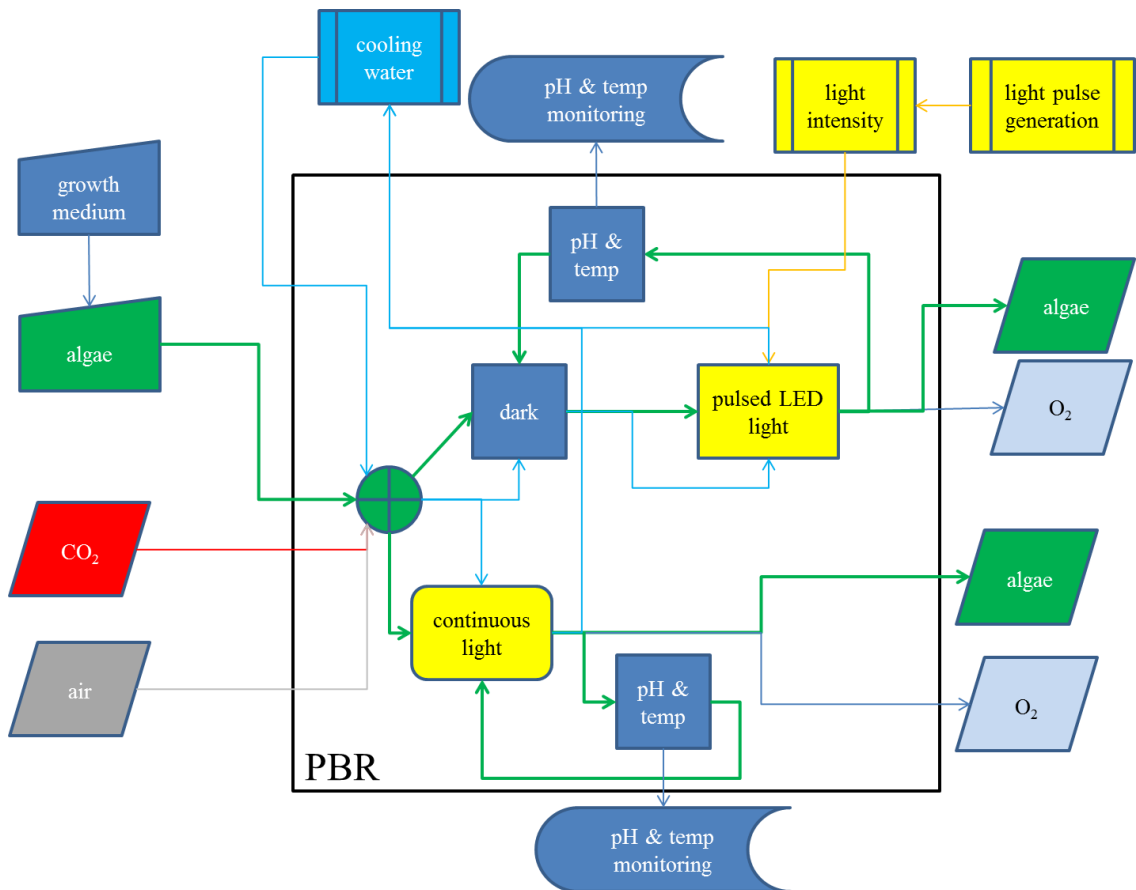 cooling
water
pH & temp
monitoring
light
intensity
light pulse
generation
growth
medium
pH &
temp
algae
algae
dark
pulsed LED
light
O₂
CO₂
algae
continuous
light
air
pH &
temp
O₂
PBR
pH & temp
monitoring